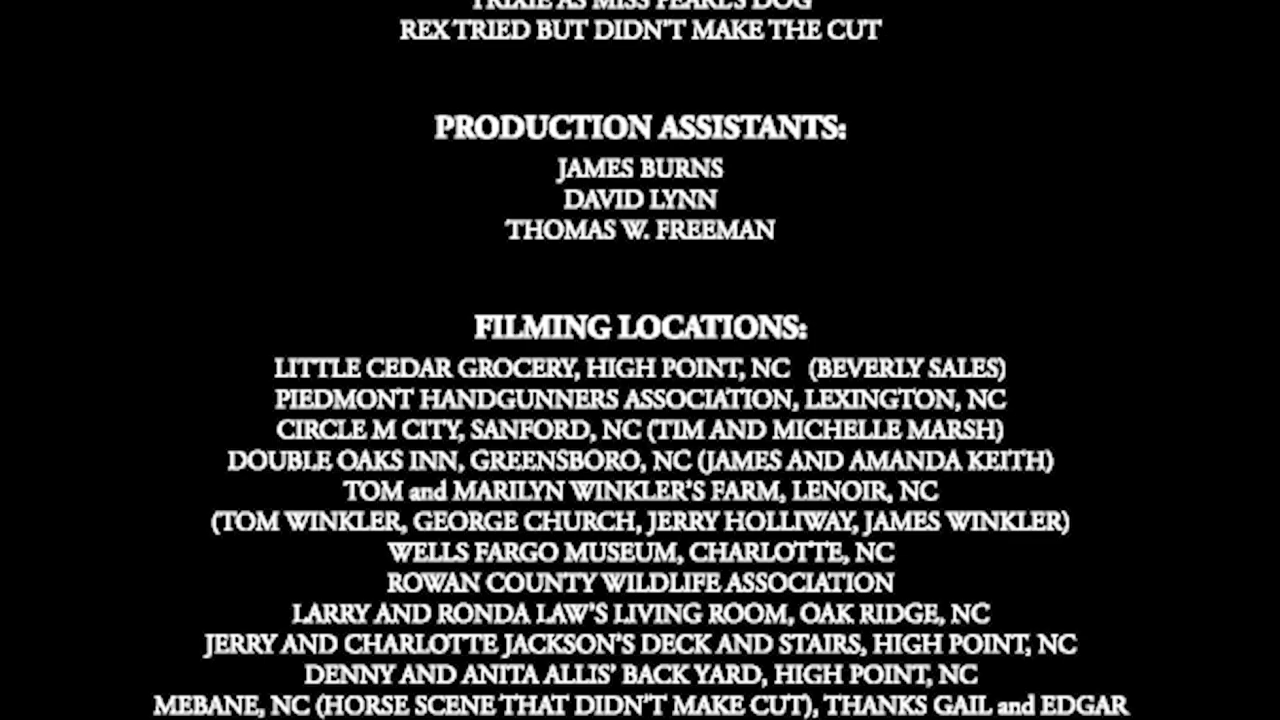 TRIXIE AS MISS PEARL'S DOG
REX TRIED BUT DIDN'T MAKE THE CUT
PRODUCTION ASSISTANTS:
JAMES BURNS
DAVID LYNN
THOMAS W. FREEMAN
FILMING LOCATIONS:
LITTLE CEDAR GROCERY, HIGH POINT, NC (BEVERLY SALES)
PIEDMONT HANDGUNNERS ASSOCIATION, LEXINGTON, NC
CIRCLE M CITY, SANFORD, NC (TIM AND MICHELLE MARSH)
DOUBLE OAKS INN, GREENSBORO, NC (JAMES AND AMANDA KEITH)
TOM and MARILYN WINKLER'S FARM, LENOIR, NC
(TOM WINKLER, GEORGE CHURCH, JERRY HOLLIWAY, JAMES WINKLER)
WELLS FARGO MUSEUM, CHARLOTTE, NC
ROWAN COUNTY WILDLIFE ASSOCIATION
LARRY AND RONDA LAW'S LIVING ROOM, OAK RIDGE, NC
JERRY AND CHARLOTTE JACKSON'S DECK AND STAIRS, HIGH POINT, NC
DENNY AND ANITA ALLIS' BACK YARD, HIGH POINT, NC
MEBANE, NC (HORSE SCENE THAT DIDN'T MAKE CUT), THANKS GAIL and EDGAR